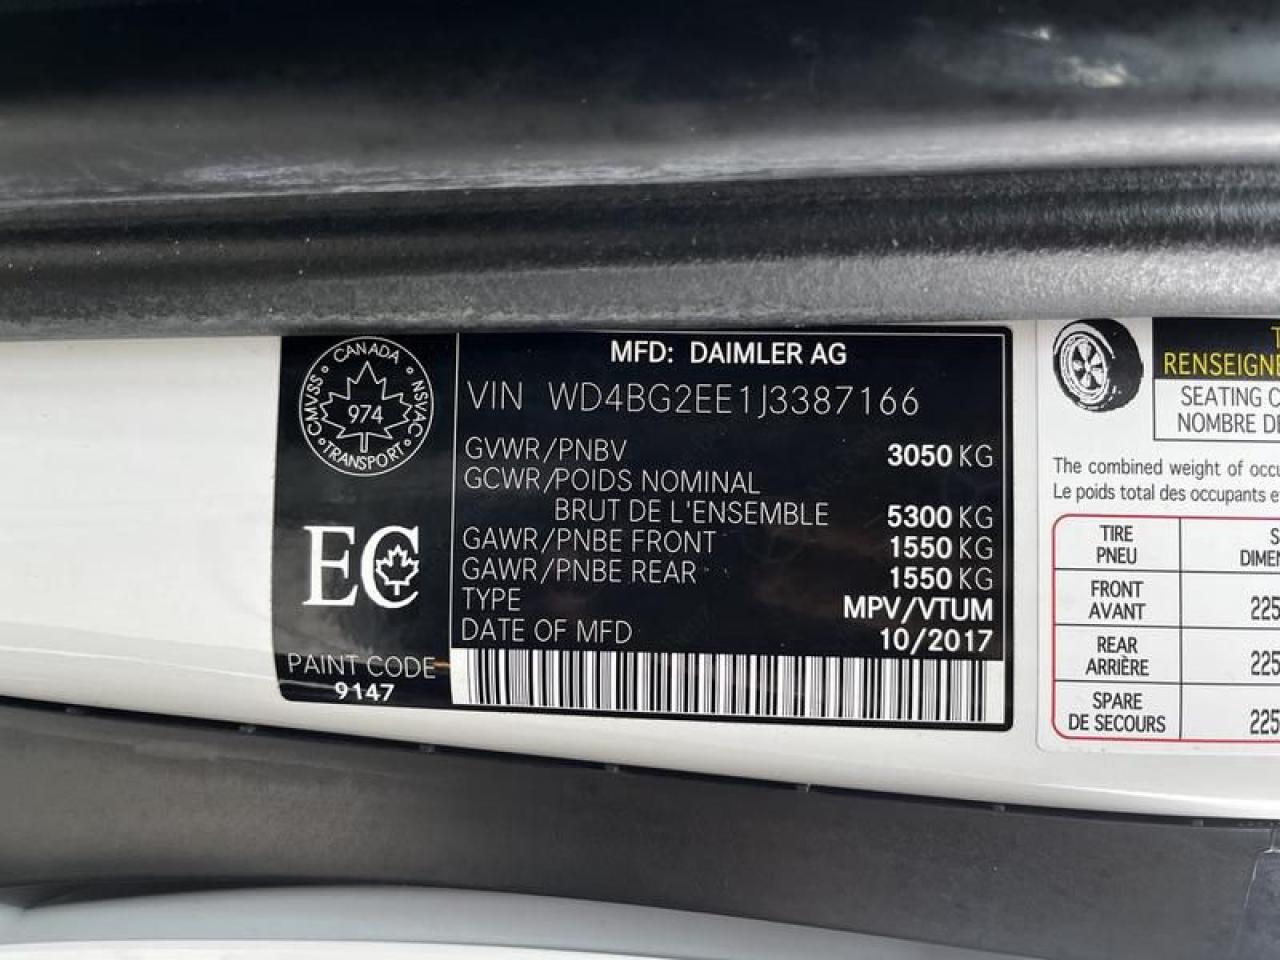 CANADA
CMVSS
974
NSVAC
TRANSPORT
EC
PAINT CODE
9147
MFD: DAIMLER AG
VIN WD4BG2EE1J3387166
GVWR/PNBV 3050 KG
GCWR/POIDS NOMINAL
BRUT DE L'ENSEMBLE 5300 KG
GAWR/PNBE FRONT 1550 KG
GAWR/PNBE REAR 1550 KG
TYPE MPV/VTUM
DATE OF MFD 10/2017
RENSEIGNE
SEATING C
NOMBRE DE
The combined weight of occu
Le poids total des occupants e
TIRE
PNEU
DIMEN
FRONT
AVANT 225
REAR
ARRIÈRE 225
SPARE
DE SECOURS 225